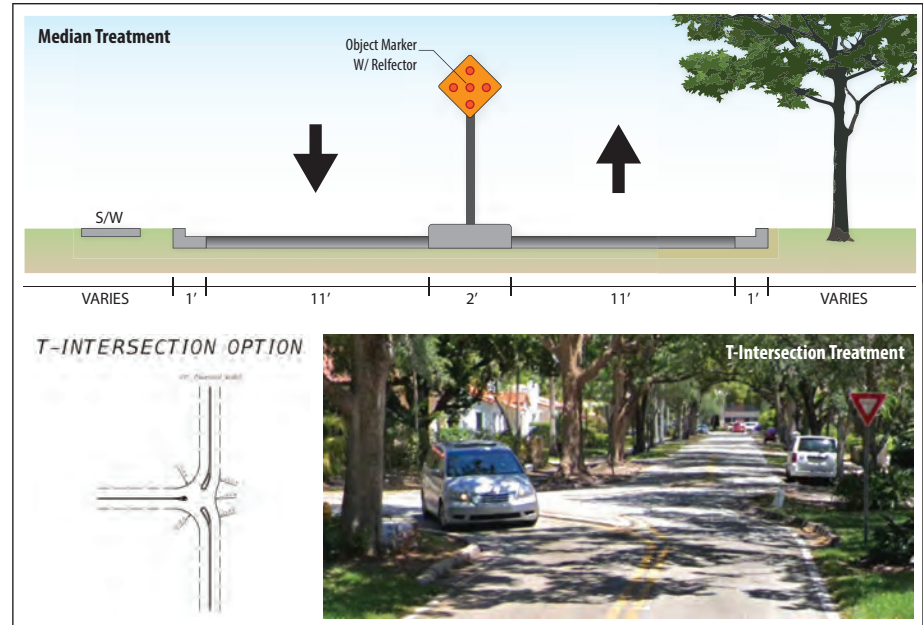 Median Treatment
Object Marker
W/ Relfector
S/W
VARIES 1' 11' 2' 11' 1' VARIES
T-INTERSECTION OPTION
T-Intersection Treatment